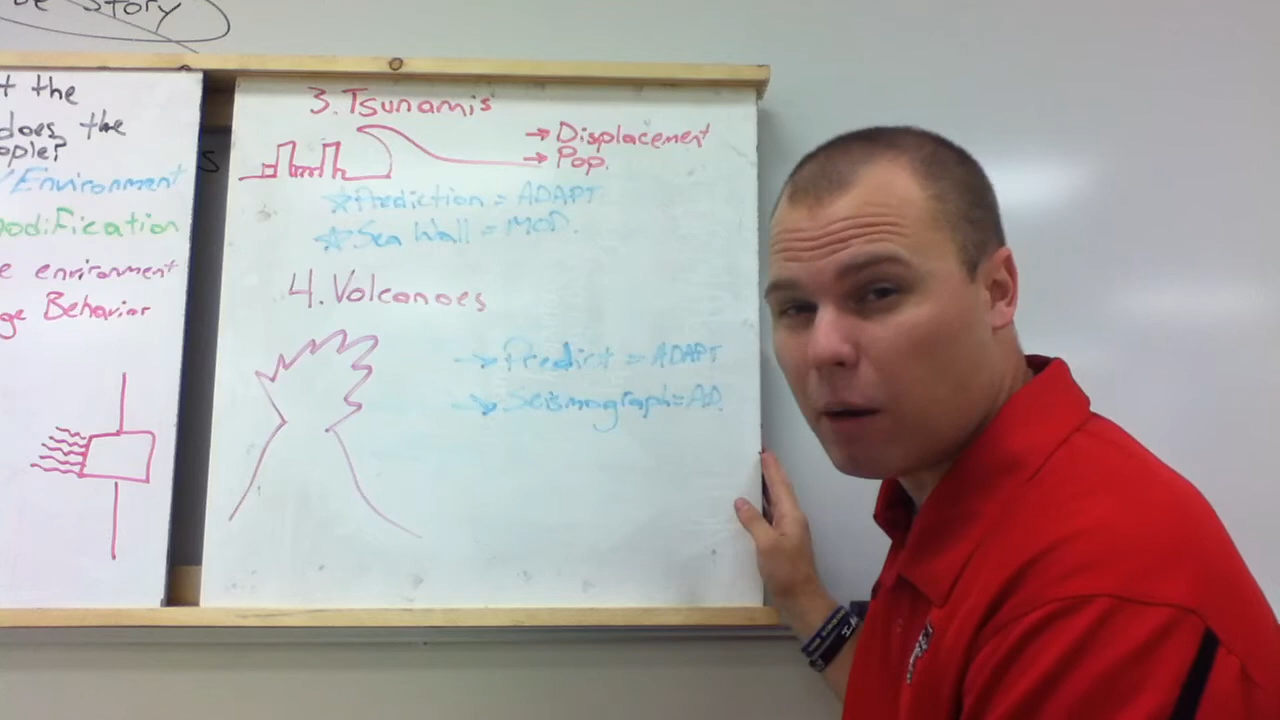 be Story
t the
does the
ople?
/Environment
odification
e environment
ge Behavior
s
3. Tsunamis
→ Displacement
→ Pop.
★Prediction = ADAPT
★Sea Wall = MOD.
4. Volcanoes
→ Predict = ADAPT
→ Seismograph=AD.